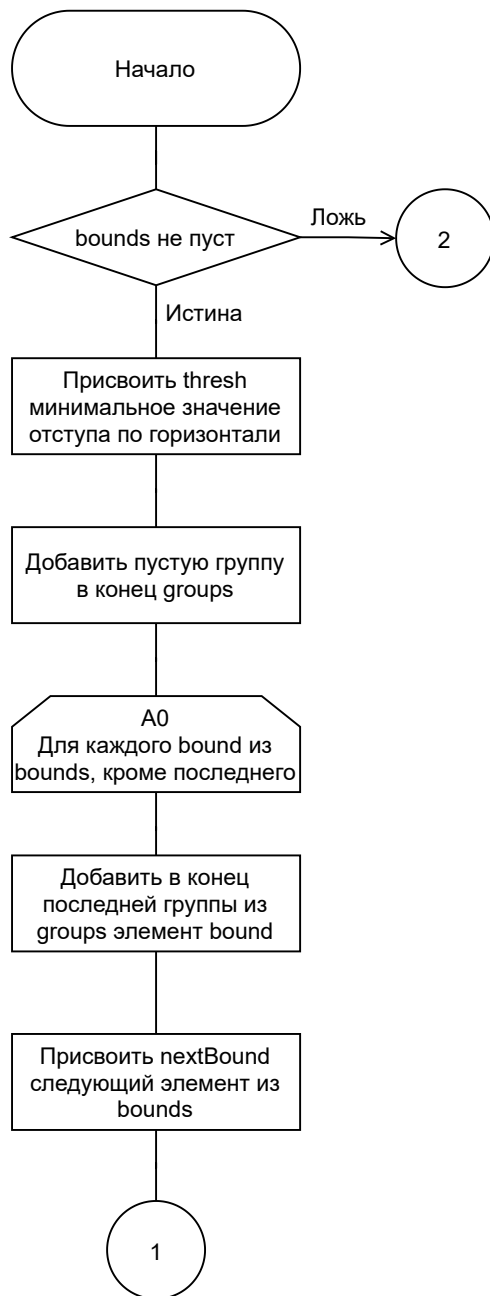 Начало
bounds не пуст
Ложь
2
Истина
Присвоить thresh
минимальное значение
отступа по горизонтали
Добавить пустую группу
в конец groups
A0
Для каждого bound из
bounds, кроме последнего
Добавить в конец
последней группы из
groups элемент bound
Присвоить nextBound
следующий элемент из
bounds
1